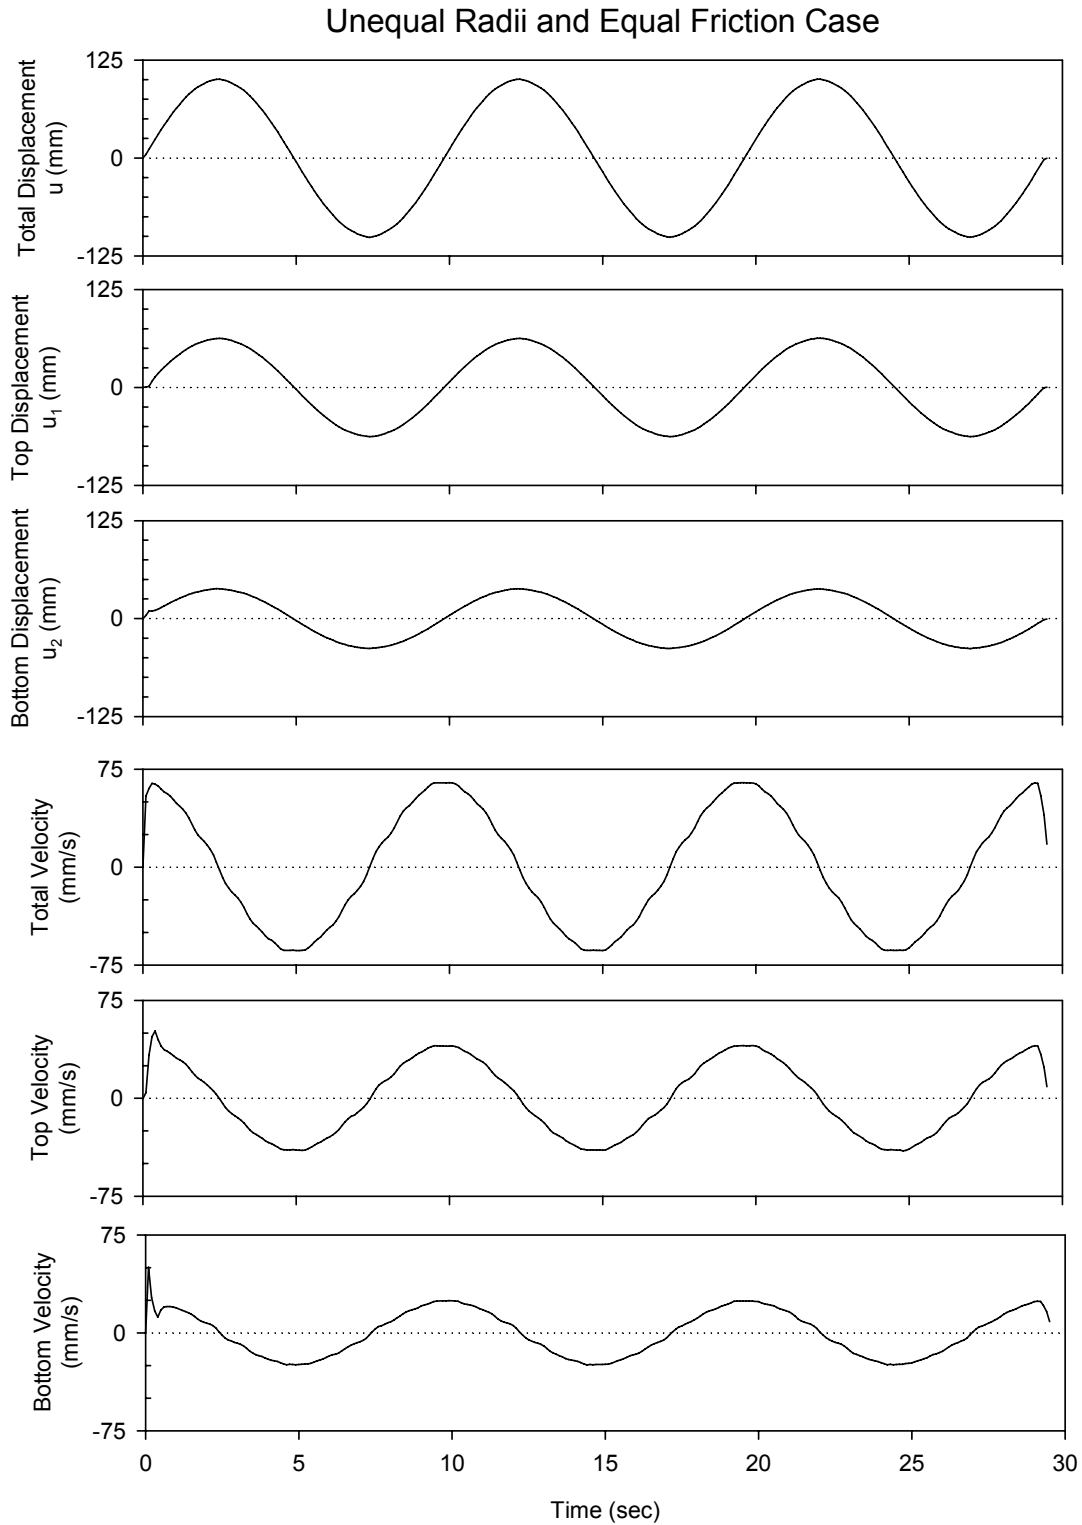 Unequal Radii and Equal Friction Case
125
0
-125
Total Displacement
u (mm)
125
0
-125
Top Displacement
u1 (mm)
125
0
-125
Bottom Displacement
u2 (mm)
75
0
-75
Total Velocity
(mm/s)
75
0
-75
Top Velocity
(mm/s)
75
0
-75
Bottom Velocity
(mm/s)
0 5 10 15 20 25 30
Time (sec)